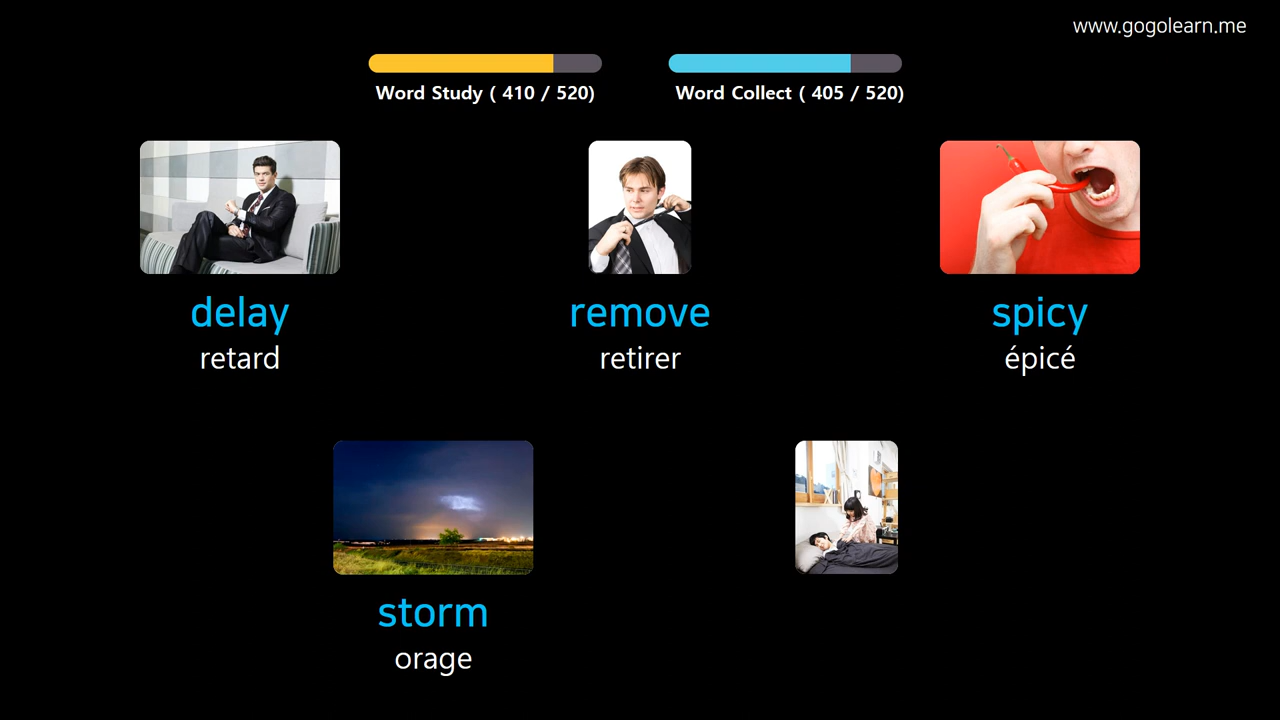 www.gogolearn.me
Word Study ( 410 / 520)
Word Collect ( 405 / 520)
delay
retard
remove
retirer
spicy
épicé
storm
orage